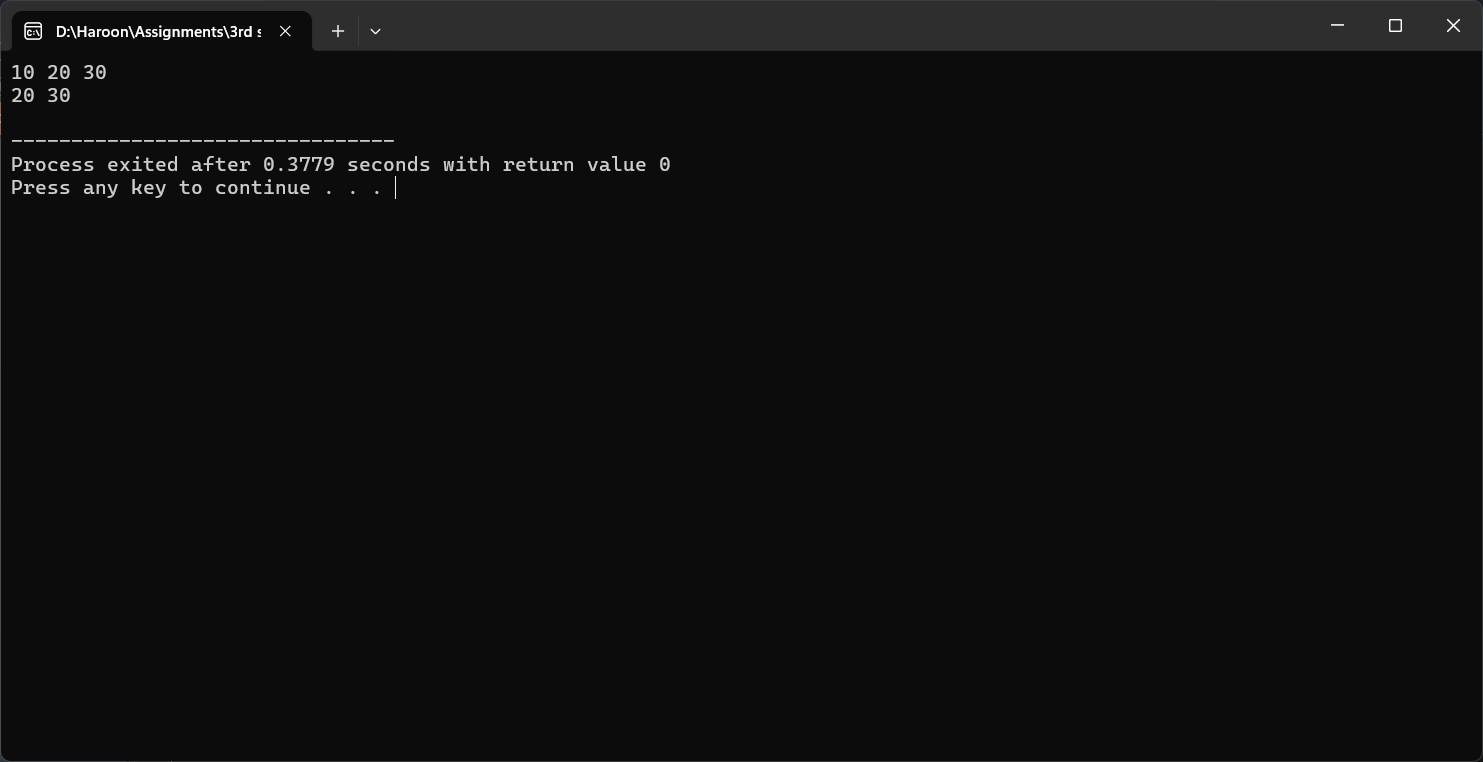 D:\Haroon\Assignments\3rd s
10 20 30
20 30
--------------------------------
Process exited after 0.3779 seconds with return value 0
Press any key to continue . . .